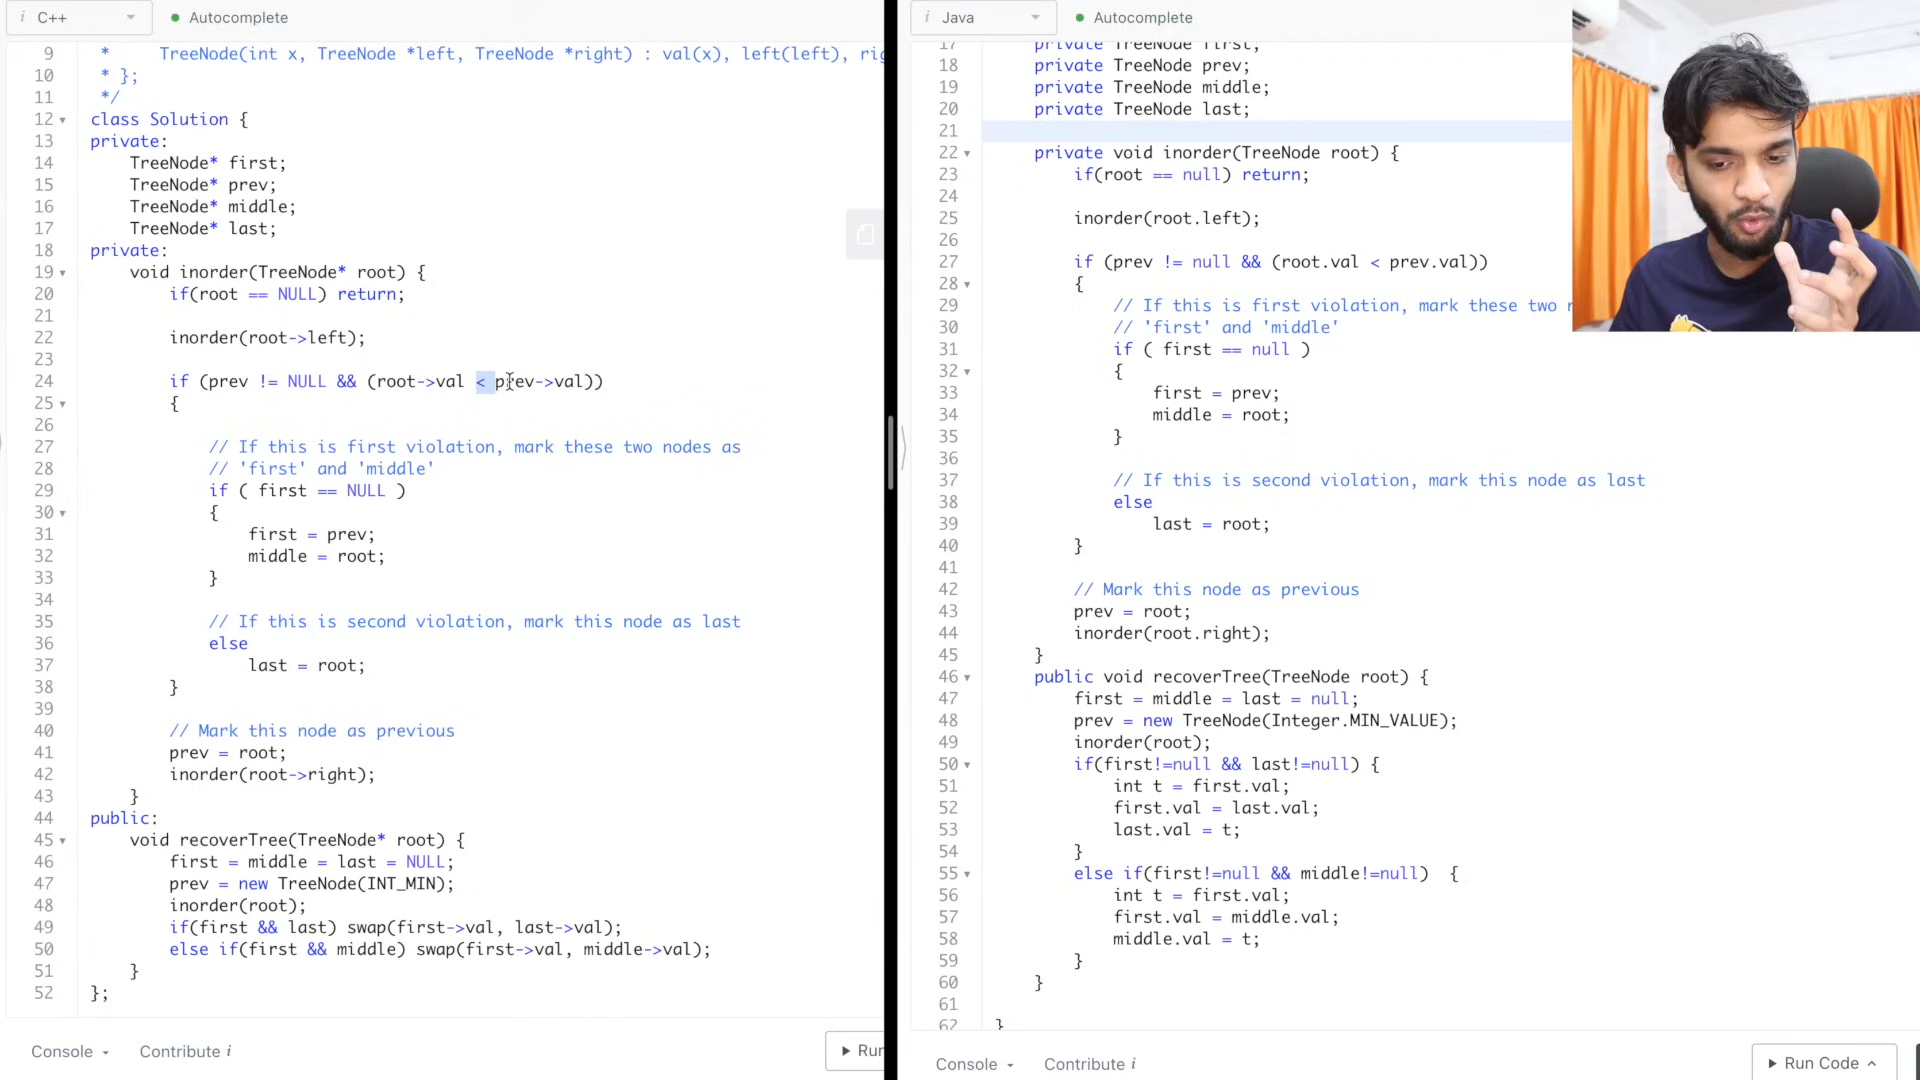 i C++
Autocomplete
9 * TreeNode(int x, TreeNode *left, TreeNode *right) : val(x), left(left), rig
10 * };
11 */
12 class Solution {
13 private:
14 TreeNode* first;
15 TreeNode* prev;
16 TreeNode* middle;
17 TreeNode* last;
18 private:
19 void inorder(TreeNode* root) {
20 if(root == NULL) return;
21
22 inorder(root->left);
23
24 if (prev != NULL && (root->val < prev->val))
25 {
26
27 // If this is first violation, mark these two nodes as
28 // 'first' and 'middle'
29 if ( first == NULL )
30 {
31 first = prev;
32 middle = root;
33 }
34
35 // If this is second violation, mark this node as last
36 else
37 last = root;
38 }
39
40 // Mark this node as previous
41 prev = root;
42 inorder(root->right);
43 }
44 public:
45 void recoverTree(TreeNode* root) {
46 first = middle = last = NULL;
47 prev = new TreeNode(INT_MIN);
48 inorder(root);
49 if(first && last) swap(first->val, last->val);
50 else if(first && middle) swap(first->val, middle->val);
51 }
52 };
Console
Contribute i
Run
i Java
Autocomplete
17 private TreeNode first;
18 private TreeNode prev;
19 private TreeNode middle;
20 private TreeNode last;
21
22 private void inorder(TreeNode root) {
23 if(root == null) return;
24
25 inorder(root.left);
26
27 if (prev != null && (root.val < prev.val))
28 {
29 // If this is first violation, mark these two
30 // 'first' and 'middle'
31 if ( first == null )
32 {
33 first = prev;
34 middle = root;
35 }
36
37 // If this is second violation, mark this node as last
38 else
39 last = root;
40 }
41
42 // Mark this node as previous
43 prev = root;
44 inorder(root.right);
45 }
46 public void recoverTree(TreeNode root) {
47 first = middle = last = null;
48 prev = new TreeNode(Integer.MIN_VALUE);
49 inorder(root);
50 if(first!=null && last!=null) {
51 int t = first.val;
52 first.val = last.val;
53 last.val = t;
54 }
55 else if(first!=null && middle!=null) {
56 int t = first.val;
57 first.val = middle.val;
58 middle.val = t;
59 }
60 }
61
62 }
Console
Contribute i
Run Code